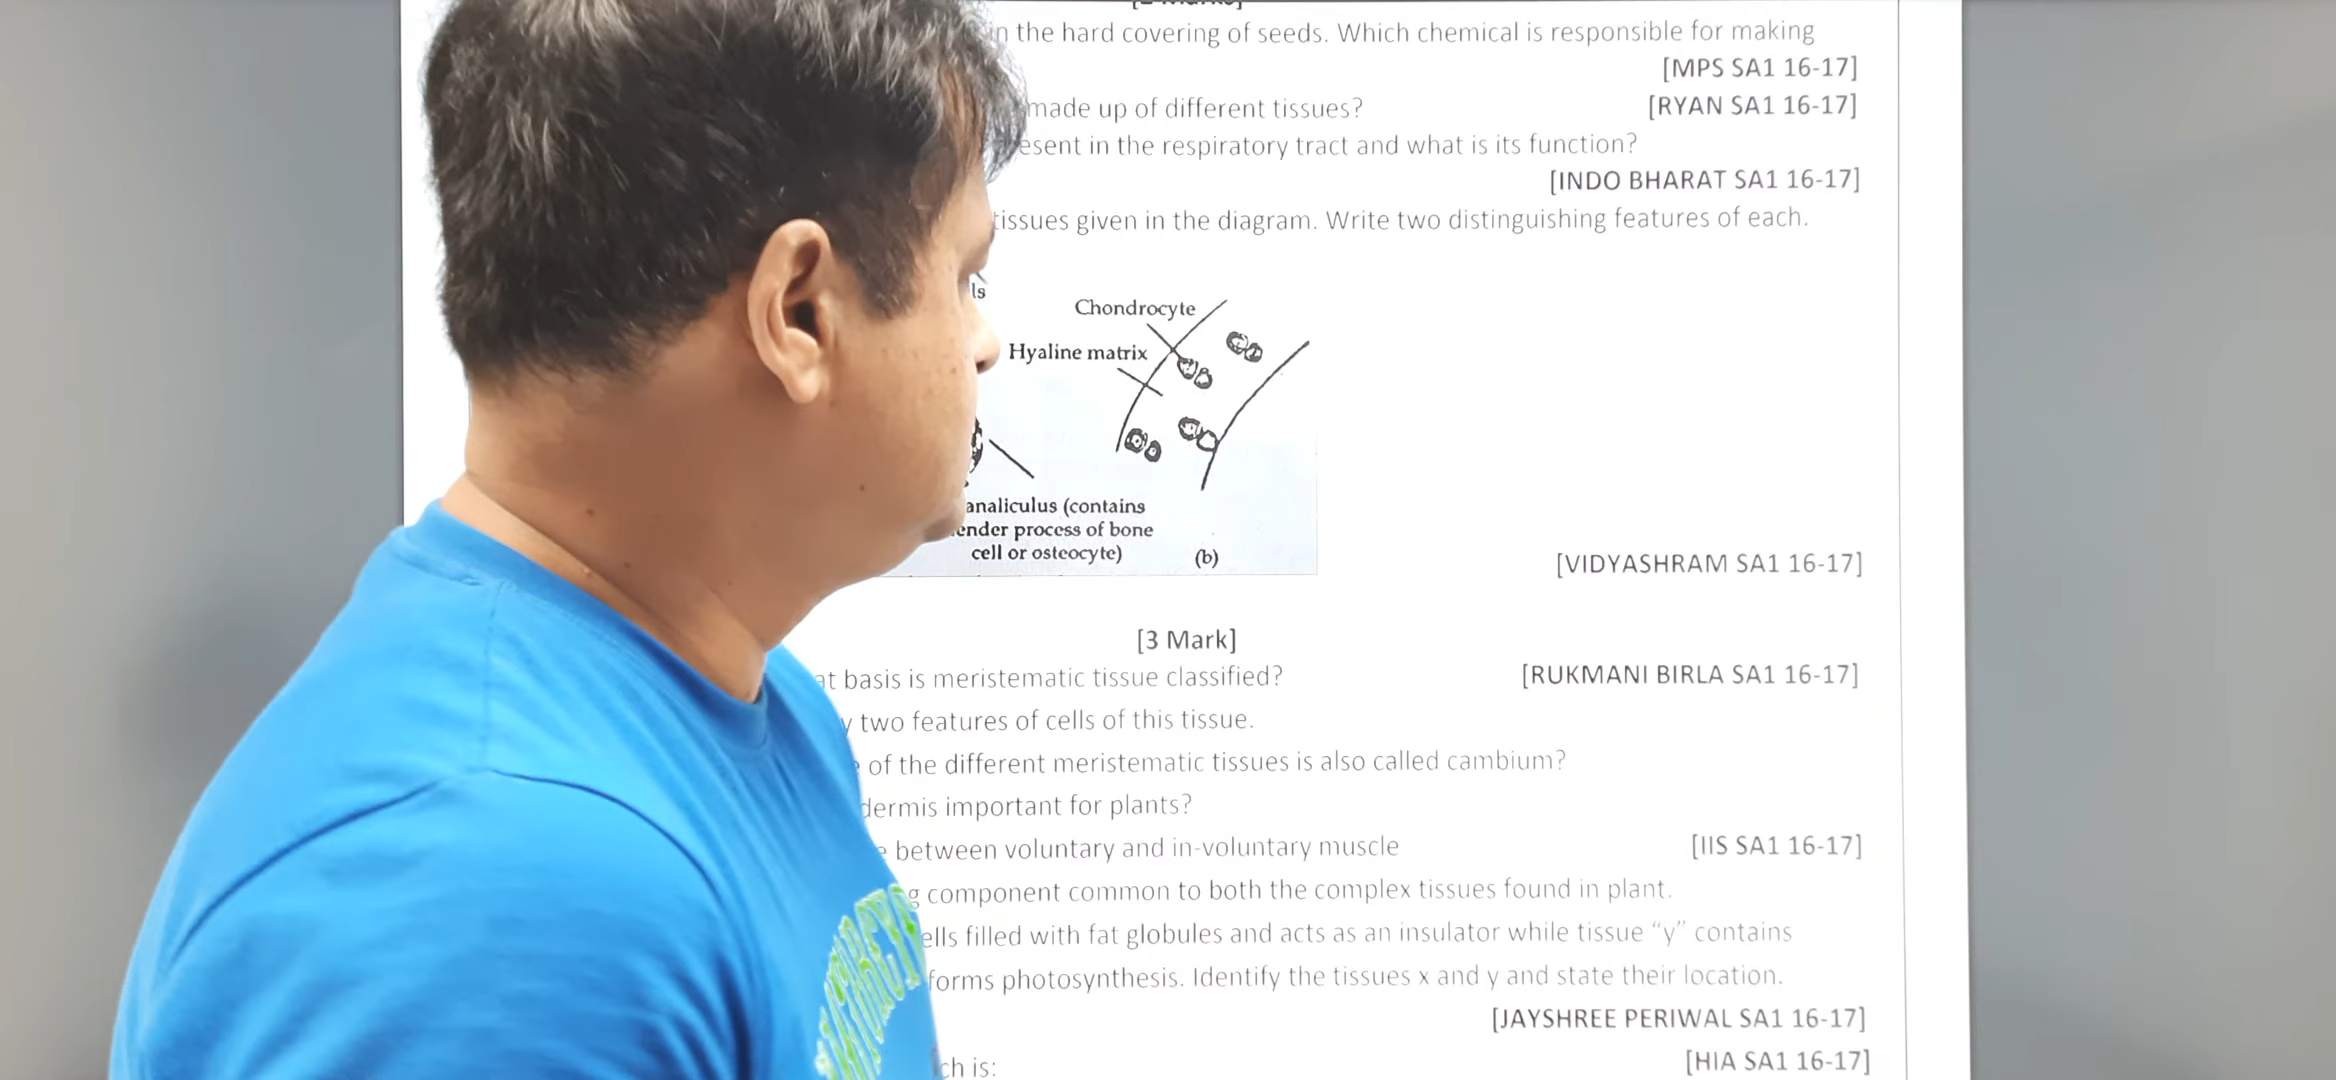 in the hard covering of seeds. Which chemical is responsible for making
[MPS SA1 16-17]
made up of different tissues? [RYAN SA1 16-17]
esent in the respiratory tract and what is its function?
[INDO BHARAT SA1 16-17]
tissues given in the diagram. Write two distinguishing features of each.
ls
Chondrocyte
Hyaline matrix
analiculus (contains
ender process of bone
cell or osteocyte)
(b)
[VIDYASHRAM SA1 16-17]
[3 Mark]
at basis is meristematic tissue classified? [RUKMANI BIRLA SA1 16-17]
y two features of cells of this tissue.
of the different meristematic tissues is also called cambium?
dermis important for plants?
e between voluntary and in-voluntary muscle [IIS SA1 16-17]
g component common to both the complex tissues found in plant.
ells filled with fat globules and acts as an insulator while tissue “y” contains
forms photosynthesis. Identify the tissues x and y and state their location.
[JAYSHREE PERIWAL SA1 16-17]
ch is: [HIA SA1 16-17]